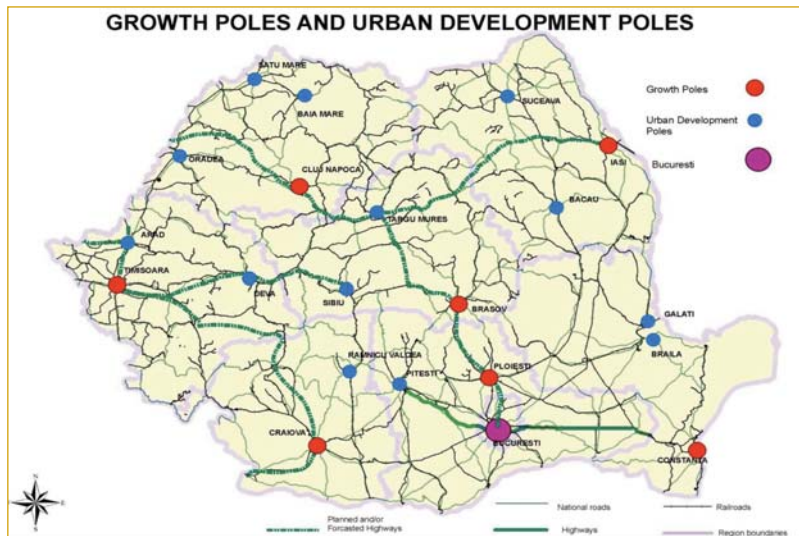 GROWTH POLES AND URBAN DEVELOPMENT POLES
SATU MARE
BAIA MARE
SUCEAVA
Growth Poles
Urban Development
Poles
Bucuresti
ORADEA
CLUJ NAPOCA
IASI
TARGU MURES
BACAU
ARAD
TIMISOARA
DEVA
SIBIU
BRASOV
GALATI
BRAILA
RAMNICU VALCEA
PITESTI
PLOIESTI
CRAIOVA
BUCURESTI
CONSTANTA
N
W
E
S
Planned and/or
Forcasted Highways
National roads
Highways
Railroads
Region boundaries